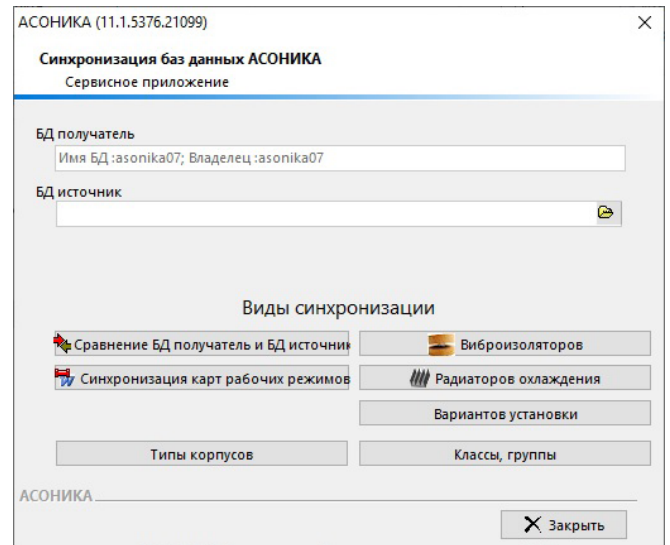 АСОНИКА (11.1.5376.21099)
Синхронизация баз данных АСОНИКА
Сервисное приложение
БД получатель
Имя БД :asonika07; Владелец :asonika07
БД источник
Виды синхронизации
Сравнение БД получатель и БД источник
Виброизоляторов
Синхронизация карт рабочих режимов
Радиаторов охлаждения
Вариантов установки
Типы корпусов
Классы, группы
АСОНИКА
Закрыть